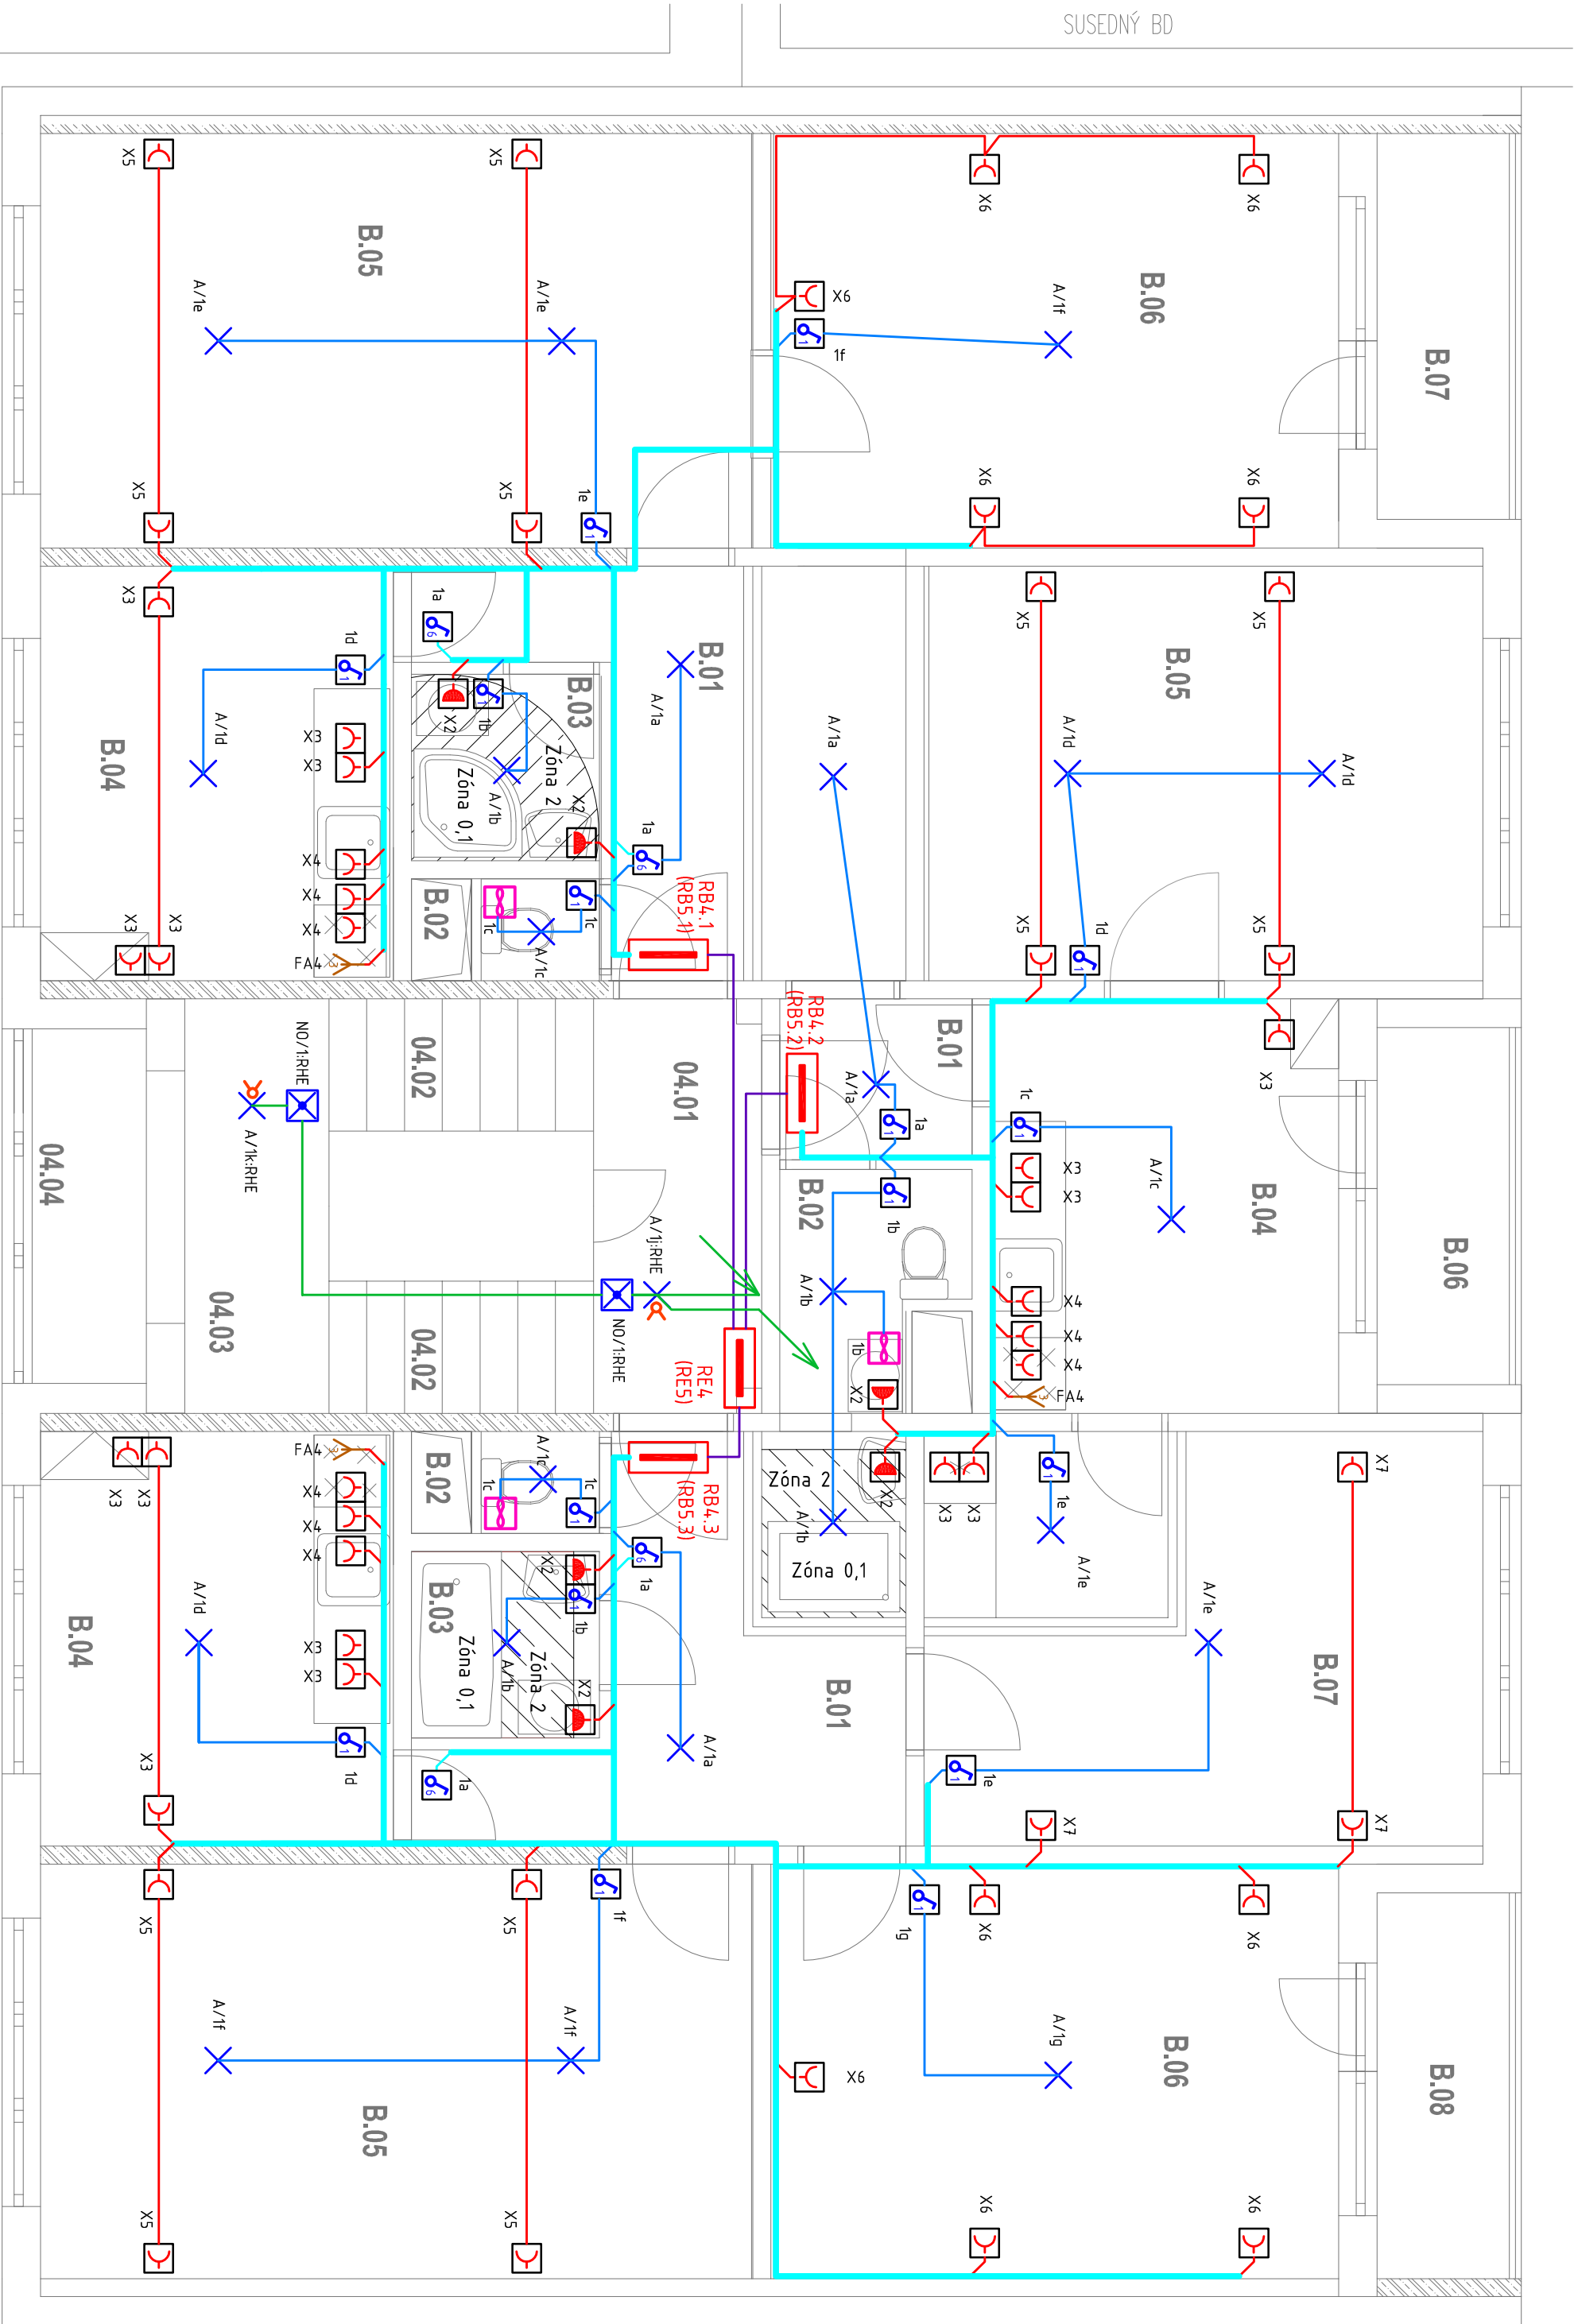 SUSEDNÝ BD
X5
X5
X6
X6
B.05
B.06
B.07
A/1e
A/1e
X6
1f
A/1f
X5
X5
1e
X6
X6
X3
1a
1d
B.01
X5
X5
B.05
B.03
X2
1b
A/1a
A/1a
A/1d
A/1d
A/1d
X3
X3
B.04
Zóna 2
Zóna 0,1
A/1b
X2
1a
X4
X4
X4
FA4
3
B.02
1c
A/1c
1c
RB4.1
(RB5.1)
X3
X3
X5
1d
X5
NO/1:RHE
04.02
04.01
RB4.2
(RB5.2)
B.01
A/1a
1a
X3
1c
X3
X3
A/1c
B.04
B.06
A/1k:RHE
04.04
04.03
04.02
A/1j:RHE
NO/1:RHE
B.02
1b
A/1b
1b
X2
X4
X4
X4
FA4
3
RE4
(RE5)
FA4
3
X3
X3
X4
X4
X4
B.02
A/1c
1c
1c
RB4.3
(RB5.3)
Zóna 2
A/1b
Zóna 0,1
X2
X3
X3
1e
A/1e
X7
A/1e
1a
X2
1b
B.03
Zóna 0,1
Zóna 2
A/1b
X2
A/1d
B.04
X3
X3
1d
X3
1a
A/1a
B.01
B.07
1e
X7
X7
X5
X5
1f
1g
X6
X6
A/1f
A/1f
A/1g
X6
B.06
B.08
B.05
X5
X5
X6
X6